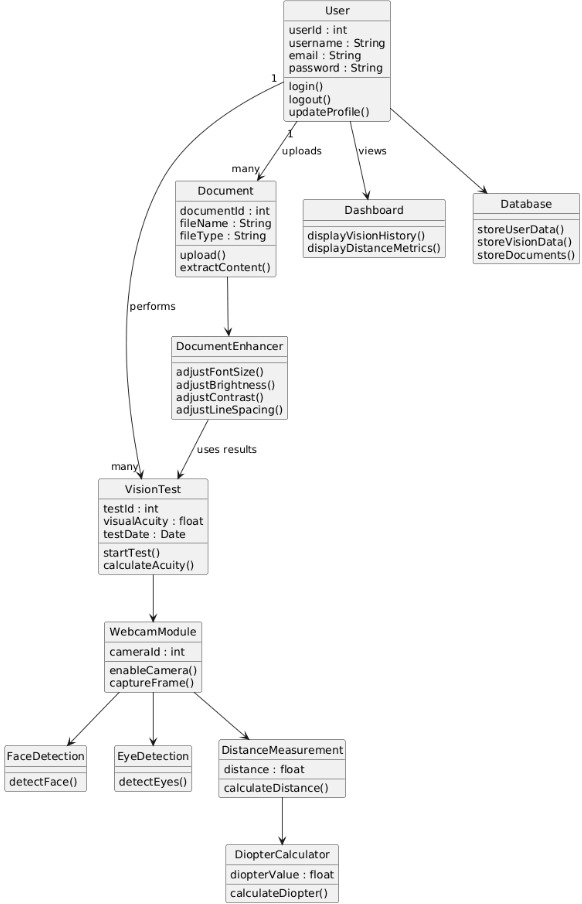 User
userId : int
username : String
email : String
password : String
login()
logout()
updateProfile()
1
1
uploads
views
many
Document
documentId : int
fileName : String
fileType : String
upload()
extractContent()
Dashboard
displayVisionHistory()
displayDistanceMetrics()
Database
storeUserData()
storeVisionData()
storeDocuments()
performs
DocumentEnhancer
adjustFontSize()
adjustBrightness()
adjustContrast()
adjustLineSpacing()
uses results
many
VisionTest
testId : int
visualAcuity : float
testDate : Date
startTest()
calculateAcuity()
WebcamModule
cameraId : int
enableCamera()
captureFrame()
FaceDetection
detectFace()
EyeDetection
detectEyes()
DistanceMeasurement
distance : float
calculateDistance()
DiopterCalculator
diopterValue : float
calculateDiopter()